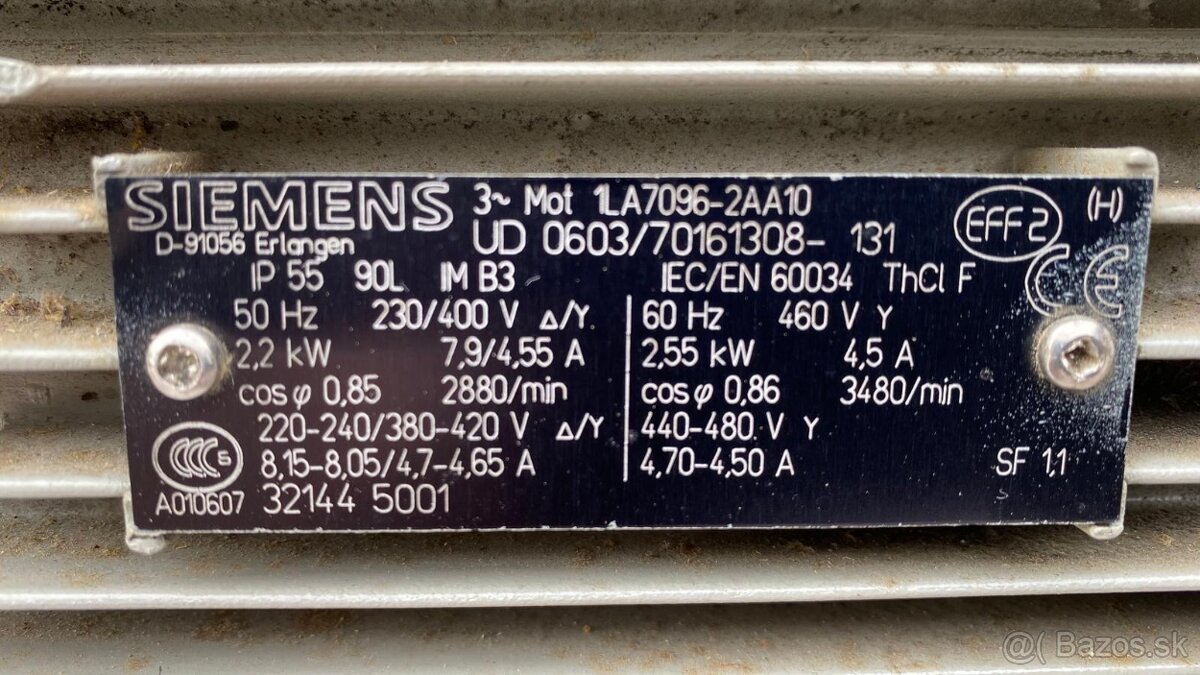 SIEMENS 3~ Mot 1LA7096-2AA10 EFF2 (H)
D-91056 Erlangen UD 0603/70161308- 131
IP 55 90L IM B3 IEC/EN 60034 ThCl F CE
50 Hz 230/400 V Δ/Y 60 Hz 460 V Y
2,2 kW 7,9/4,55 A 2,55 kW 4,5 A
cos φ 0,85 2880/min cos φ 0,86 3480/min
220-240/380-420 V Δ/Y 440-480 V Y
CCC S 8,15-8,05/4,7-4,65 A 4,70-4,50 A SF 1,1
A010607 32144 5001
@ Bazos.sk